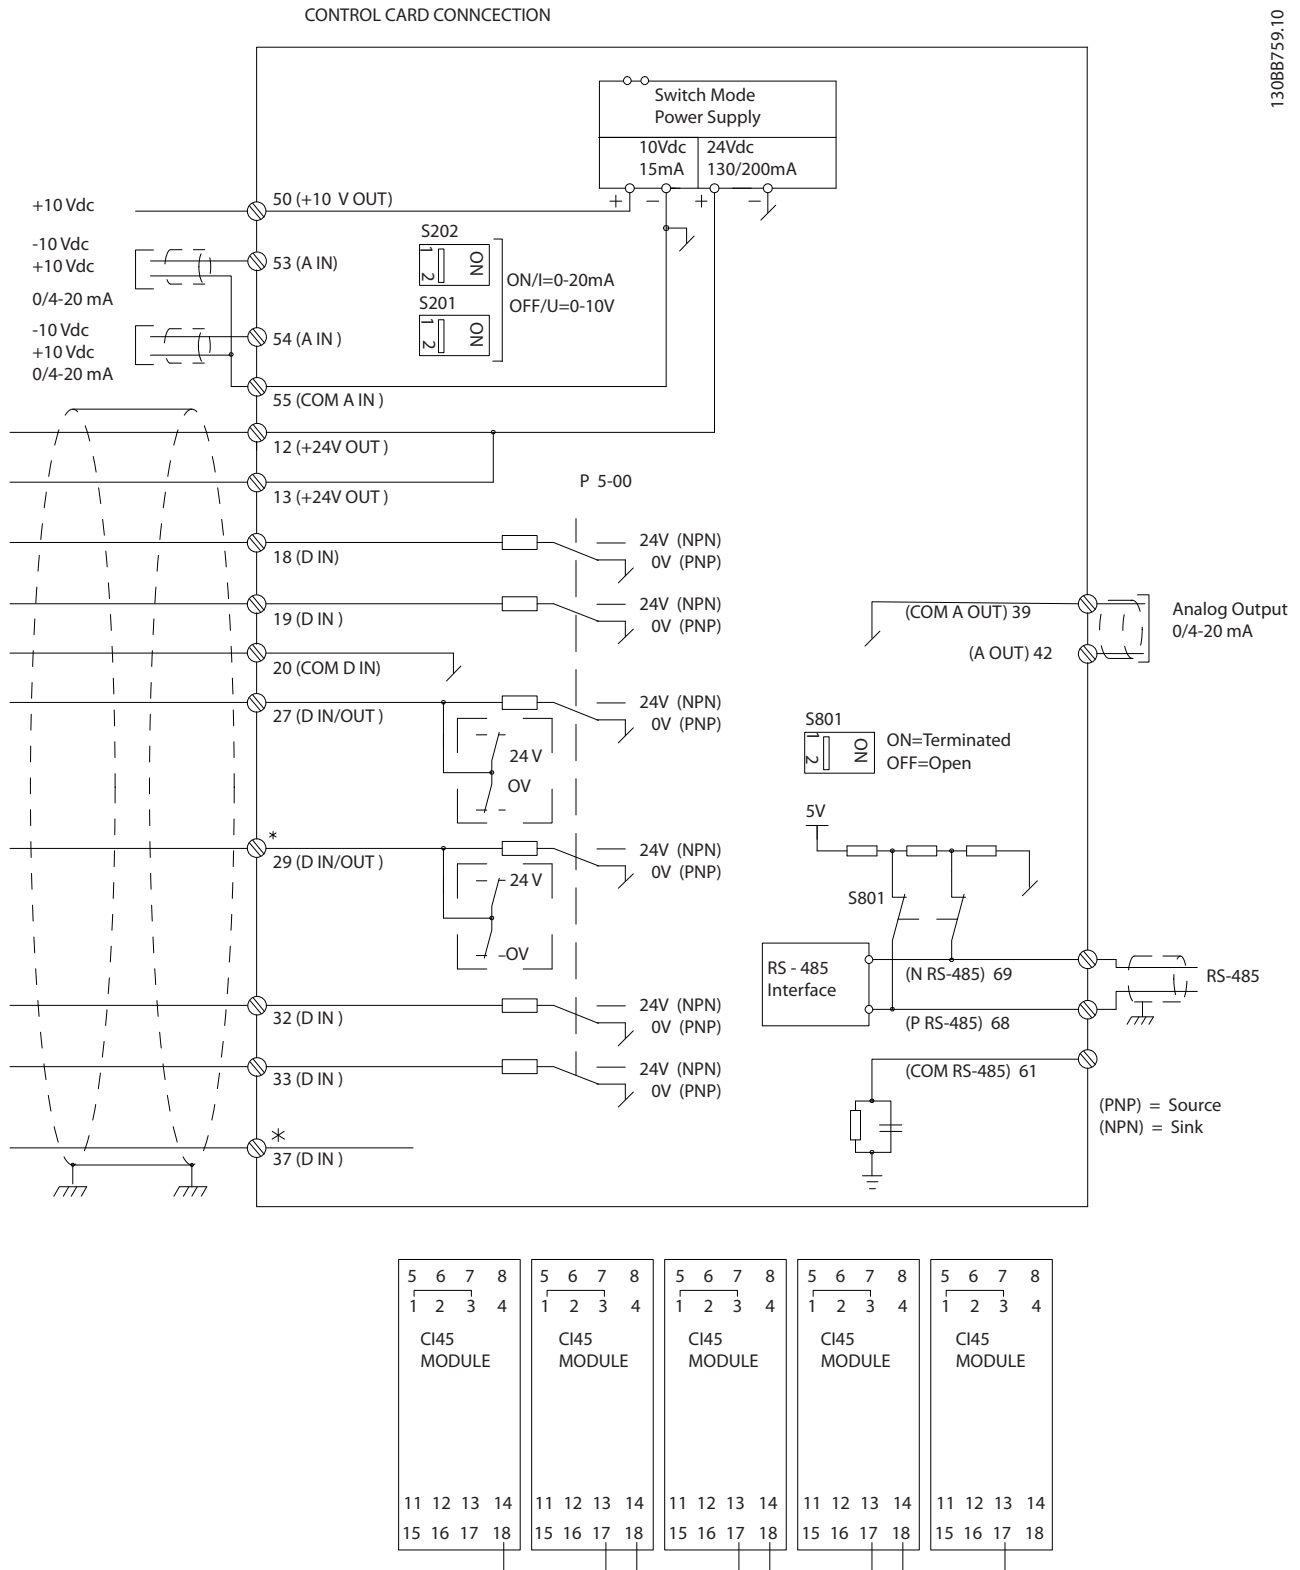 CONTROL CARD CONNCECTION
130BB759.10
Switch Mode
Power Supply
10Vdc
15mA
24Vdc
130/200mA
+ − + −
+10 Vdc
50 (+10 V OUT)
-10 Vdc
+10 Vdc
0/4-20 mA
53 (A IN)
S202
1 2 ON
ON/I=0-20mA
OFF/U=0-10V
S201
1 2 ON
-10 Vdc
+10 Vdc
0/4-20 mA
54 (A IN )
55 (COM A IN )
12 (+24V OUT )
13 (+24V OUT )
P 5-00
18 (D IN)
24V (NPN)
0V (PNP)
19 (D IN )
24V (NPN)
0V (PNP)
20 (COM D IN)
27 (D IN/OUT )
24V (NPN)
0V (PNP)
24 V
OV
*
29 (D IN/OUT )
24V (NPN)
0V (PNP)
24 V
OV
32 (D IN )
24V (NPN)
0V (PNP)
33 (D IN )
24V (NPN)
0V (PNP)
*
37 (D IN )
(COM A OUT) 39
(A OUT) 42
Analog Output
0/4-20 mA
S801
1 2 ON
ON=Terminated
OFF=Open
5V
S801
RS - 485
Interface
(N RS-485) 69
(P RS-485) 68
RS-485
(COM RS-485) 61
(PNP) = Source
(NPN) = Sink
5 6 7 8
1 2 3 4
CI45
MODULE
11 12 13 14
15 16 17 18
5 6 7 8
1 2 3 4
CI45
MODULE
11 12 13 14
15 16 17 18
5 6 7 8
1 2 3 4
CI45
MODULE
11 12 13 14
15 16 17 18
5 6 7 8
1 2 3 4
CI45
MODULE
11 12 13 14
15 16 17 18
5 6 7 8
1 2 3 4
CI45
MODULE
11 12 13 14
15 16 17 18